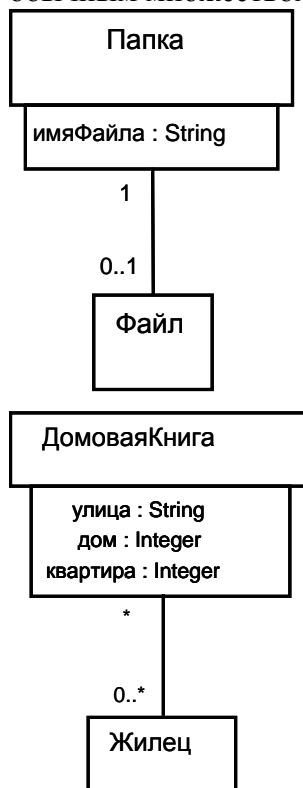 Папка
имяФайла : String
1
0..1
Файл
ДомоваяКнига
улица : String
дом : Integer
квартира : Integer
*
0..*
Жилец